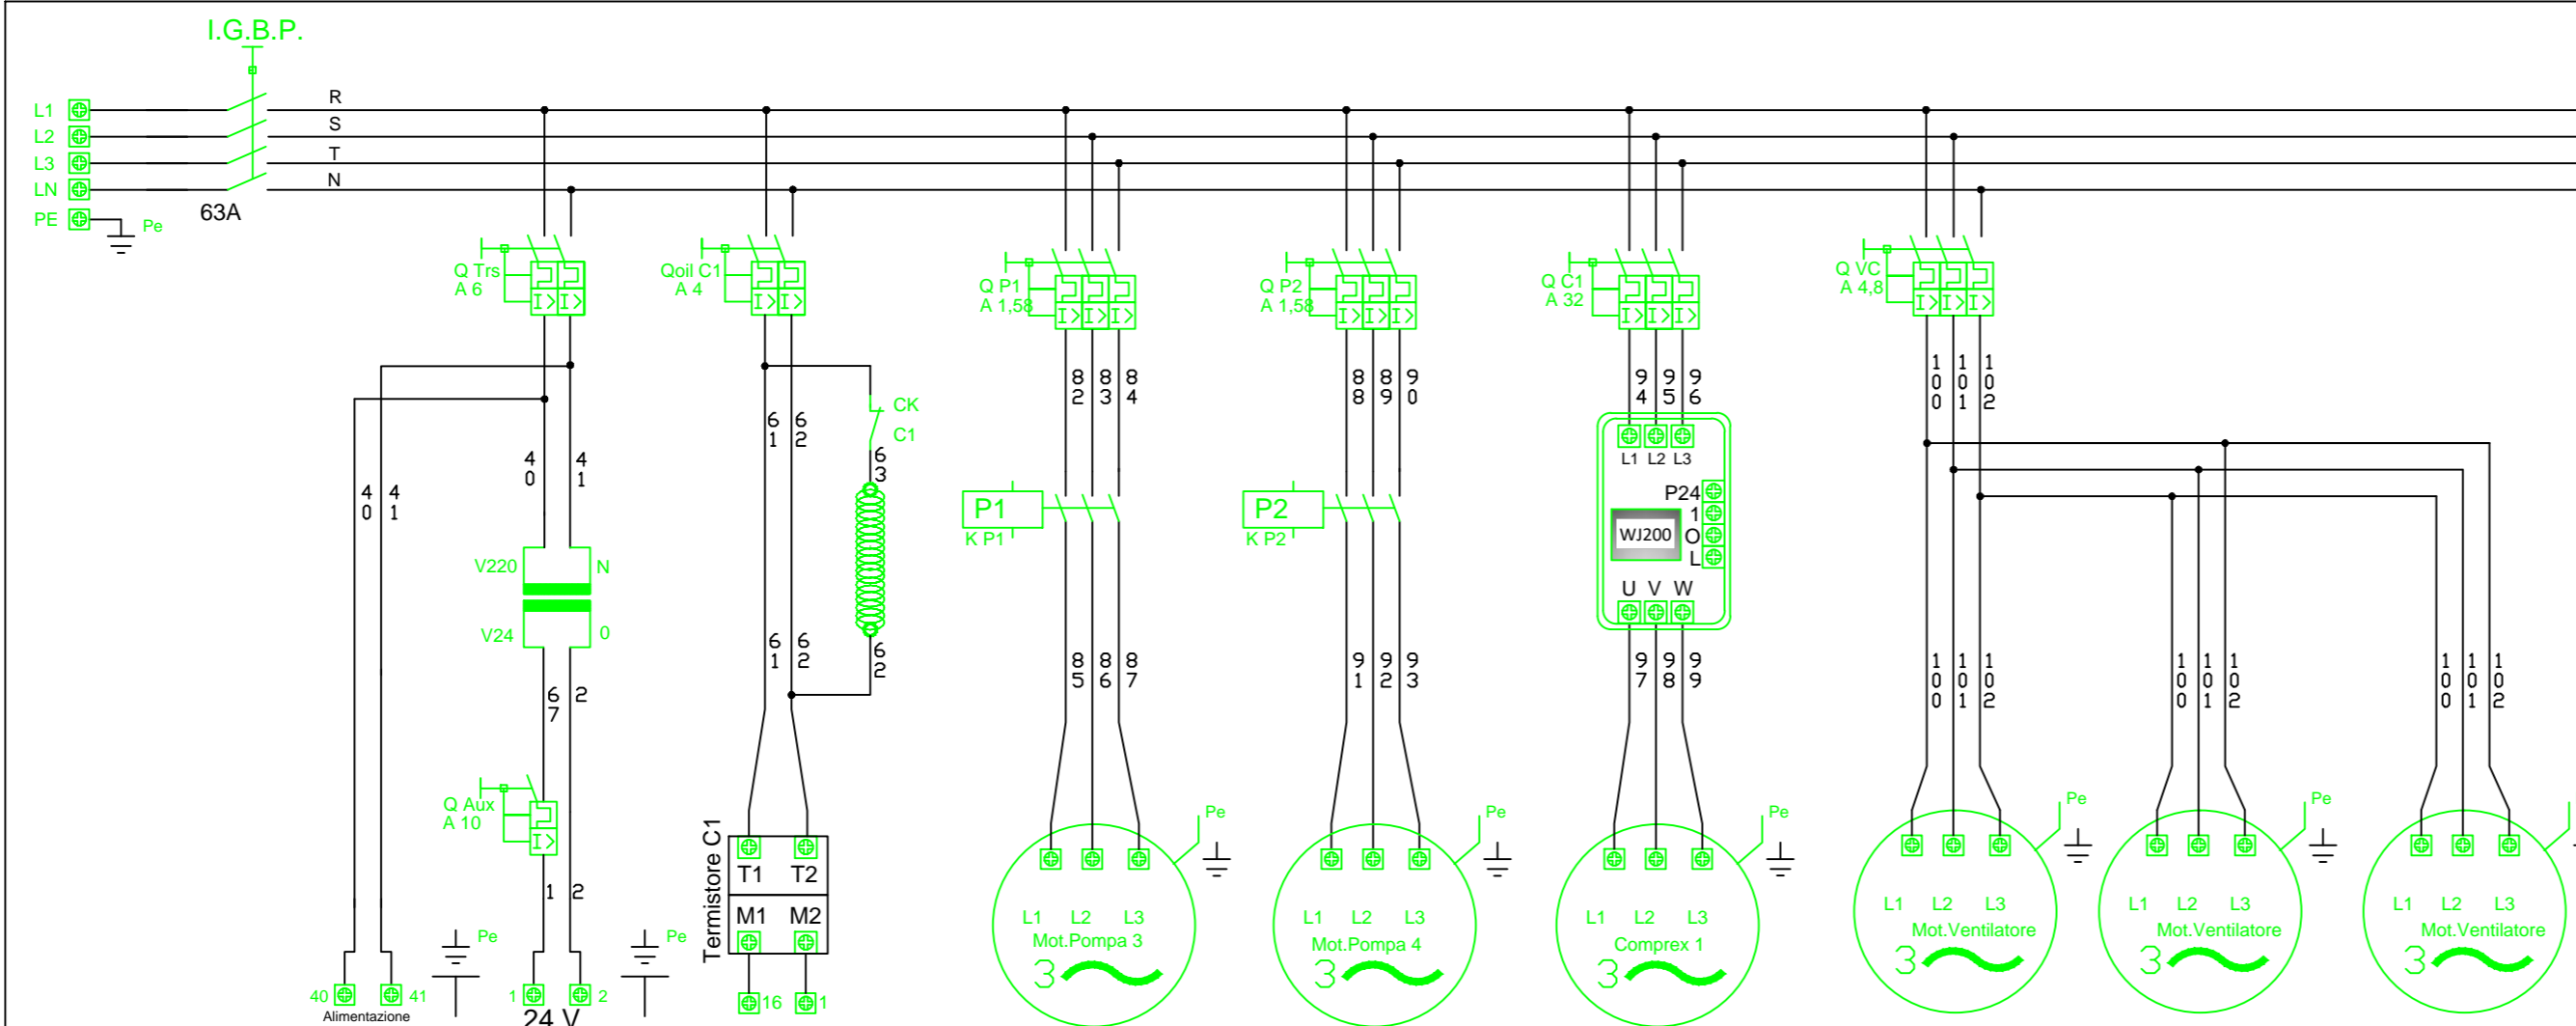 I.G.B.P.
L1
L2
L3
LN
PE
Pe
63A
R
S
T
N
Q Trs
A 6
Qoil C1
A 4
Q P1
A 1,58
Q P2
A 1,58
Q C1
A 32
Q VC
A 4,8
40
41
40
41
61
62
CK
C1
63
82
83
84
88
89
90
94
95
96
100
101
102
V220
N
V24
0
P1
K P1
P2
K P2
L1 L2 L3
P24
1
O
L
WJ200
U V W
67
2
61
62
62
85
86
87
91
92
93
97
98
99
100
101
102
100
101
102
100
101
102
Q Aux
A 10
1
2
Pe
Pe
Termistore C1
T1 T2
M1 M2
16
1
40
41
Alimentazione
1
2
24 V
Pe
L1 L2 L3
Mot.Pompa 3
3
Pe
L1 L2 L3
Mot.Pompa 4
3
Pe
L1 L2 L3
Comprex 1
3
Pe
L1 L2 L3
Mot.Ventilatore
3
Pe
L1 L2 L3
Mot.Ventilatore
3
L1 L2 L3
Mot.Ventilatore
3